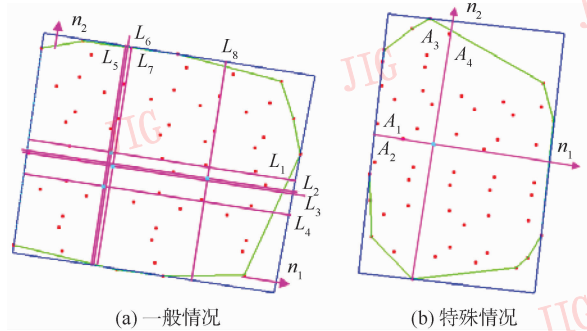 n₂
L₆
L₅
L₇
L₈
L₁
L₂
L₃
L₄
n₁
JIG
(a) 一般情况
n₂
A₃
A₄
A₁
A₂
n₁
JIG
JIG
JIG
(b) 特殊情况